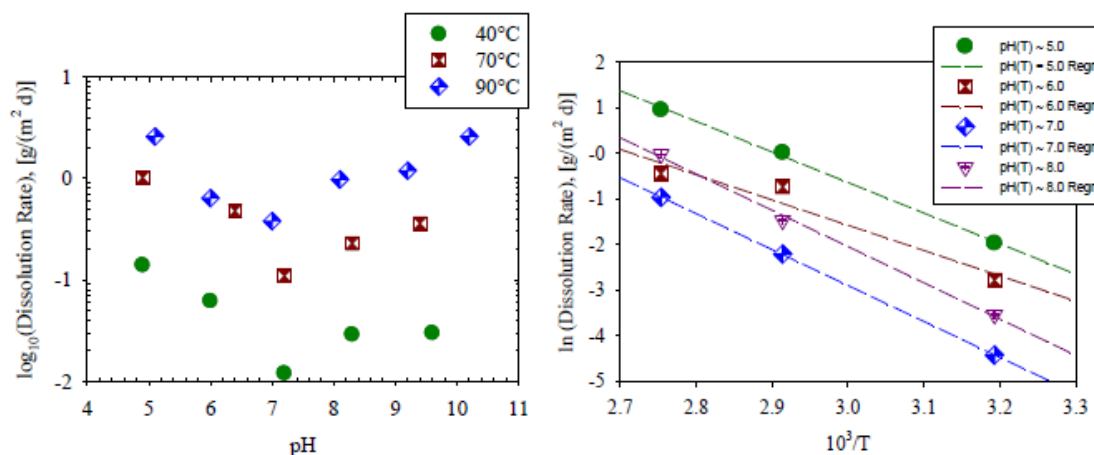 40°C
70°C
90°C
log10(Dissolution Rate), [g/(m² d)]
1
0
-1
-2
4 5 6 7 8 9 10 11
pH
pH(T) ~ 5.0
pH(T) = 5.0 Regr
pH(T) ~ 6.0
pH(T) ~ 6.0 Regr
pH(T) ~ 7.0
pH(T) ~ 7.0 Regr
pH(T) ~ 8.0
pH(T) ~ 8.0 Regr
ln (Dissolution Rate), [g/(m² d)]
2
1
-0
-1
-2
-3
-4
-5
2.7 2.8 2.9 3.0 3.1 3.2 3.3
10³/T